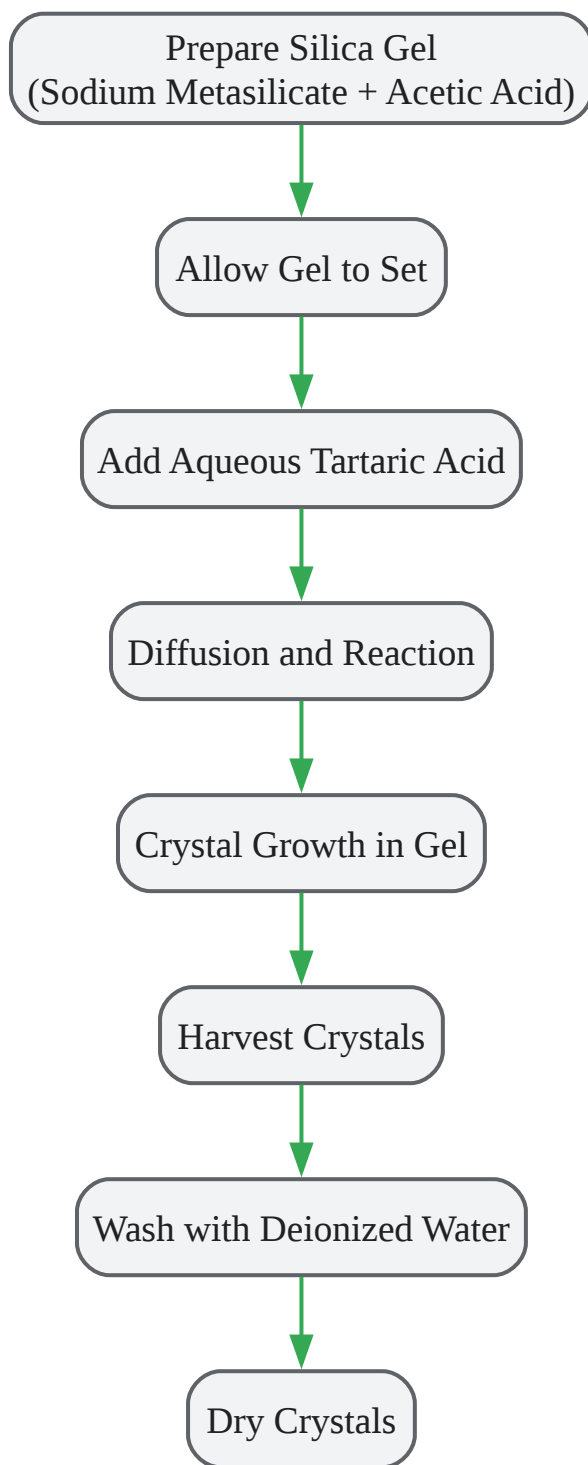 Prepare Silica Gel
(Sodium Metasilicate + Acetic Acid)
Allow Gel to Set
Add Aqueous Tartaric Acid
Diffusion and Reaction
Crystal Growth in Gel
Harvest Crystals
Wash with Deionized Water
Dry Crystals